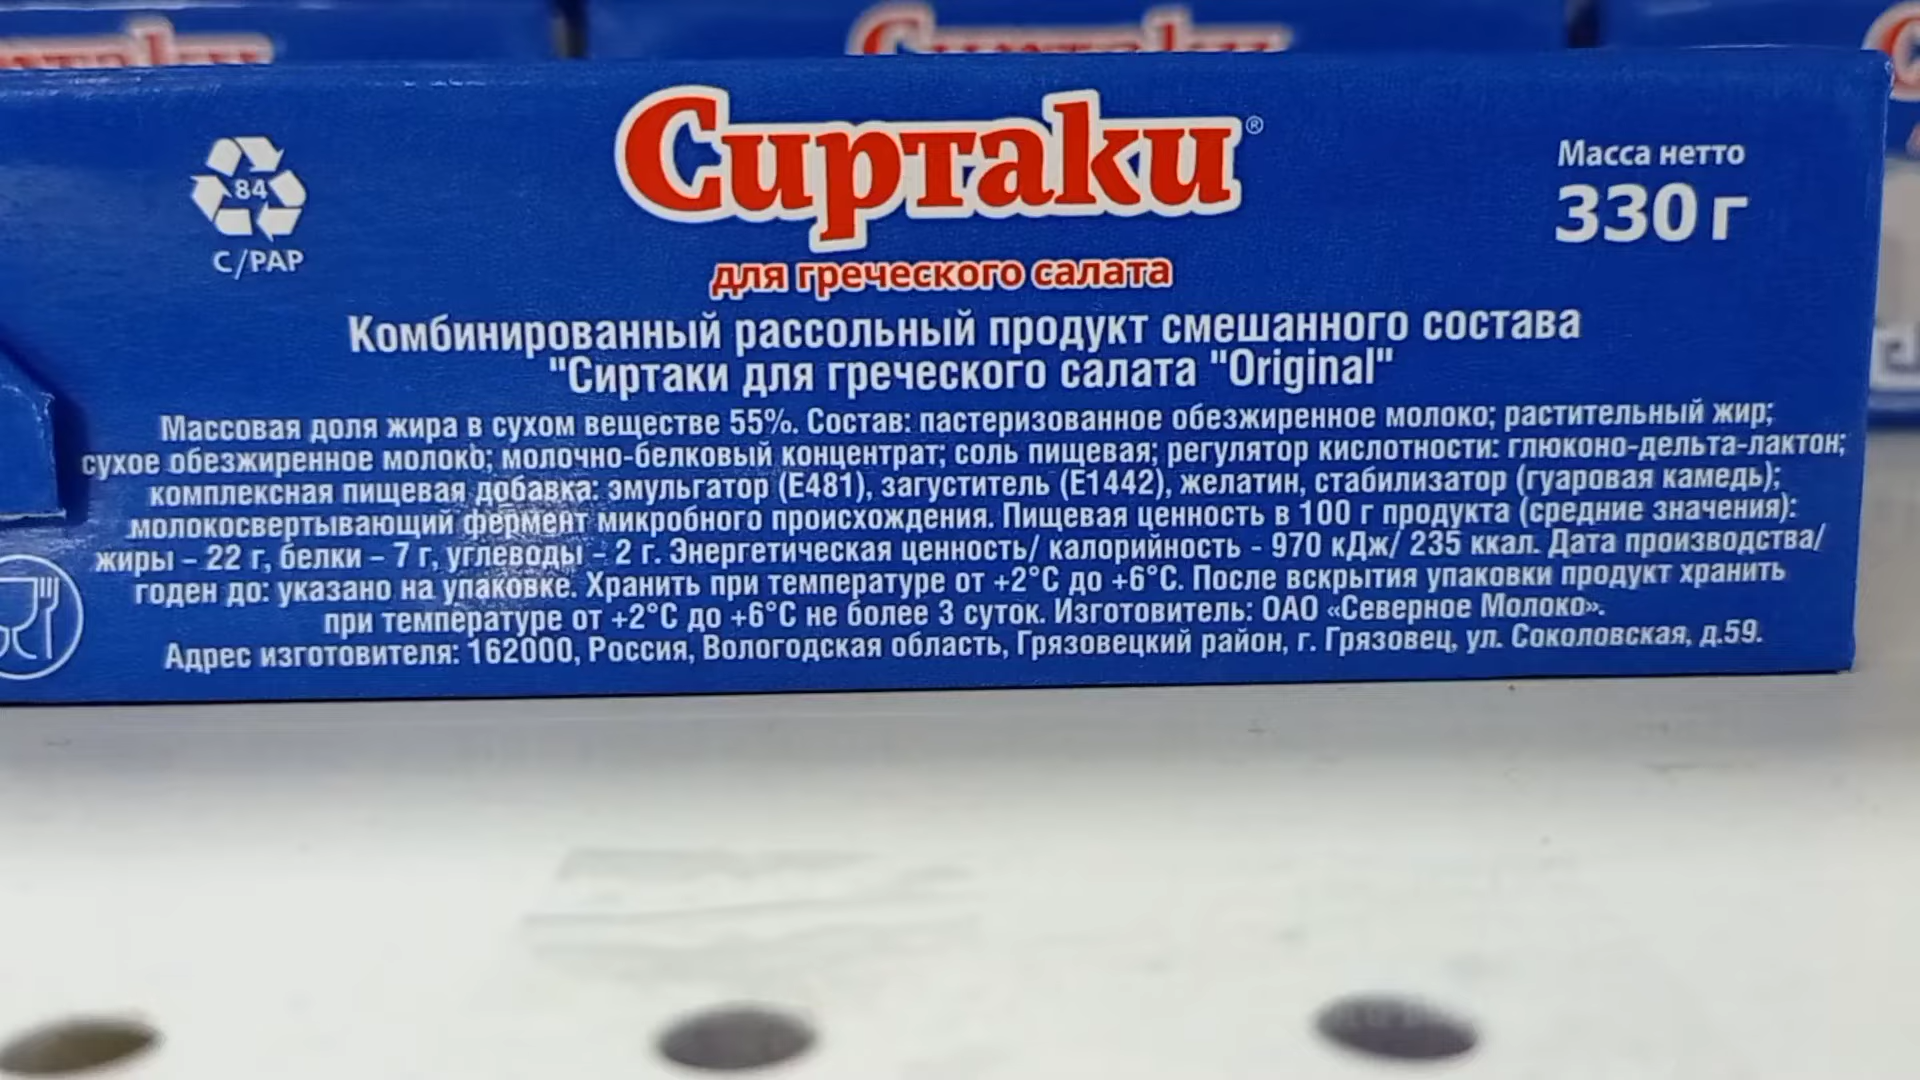 Сиртаки®
84
C/PAP
Масса нетто
330 г
для греческого салата
Комбинированный рассольный продукт смешанного состава
"Сиртаки для греческого салата "Original"
Массовая доля жира в сухом веществе 55%. Состав: пастеризованное обезжиренное молоко; растительный жир;
сухое обезжиренное молоко; молочно-белковый концентрат; соль пищевая; регулятор кислотности: глюконо-дельта-лактон;
комплексная пищевая добавка: эмульгатор (Е481), загуститель (Е1442), желатин, стабилизатор (гуаровая камедь);
молокосвертывающий фермент микробного происхождения. Пищевая ценность в 100 г продукта (средние значения):
жиры – 22 г, белки – 7 г, углеводы – 2 г. Энергетическая ценность/ калорийность - 970 кДж/ 235 ккал. Дата производства/
годен до: указано на упаковке. Хранить при температуре от +2°С до +6°С. После вскрытия упаковки продукт хранить
при температуре от +2°С до +6°С не более 3 суток. Изготовитель: ОАО «Северное Молоко».
Адрес изготовителя: 162000, Россия, Вологодская область, Грязовецкий район, г. Грязовец, ул. Соколовская, д.59.